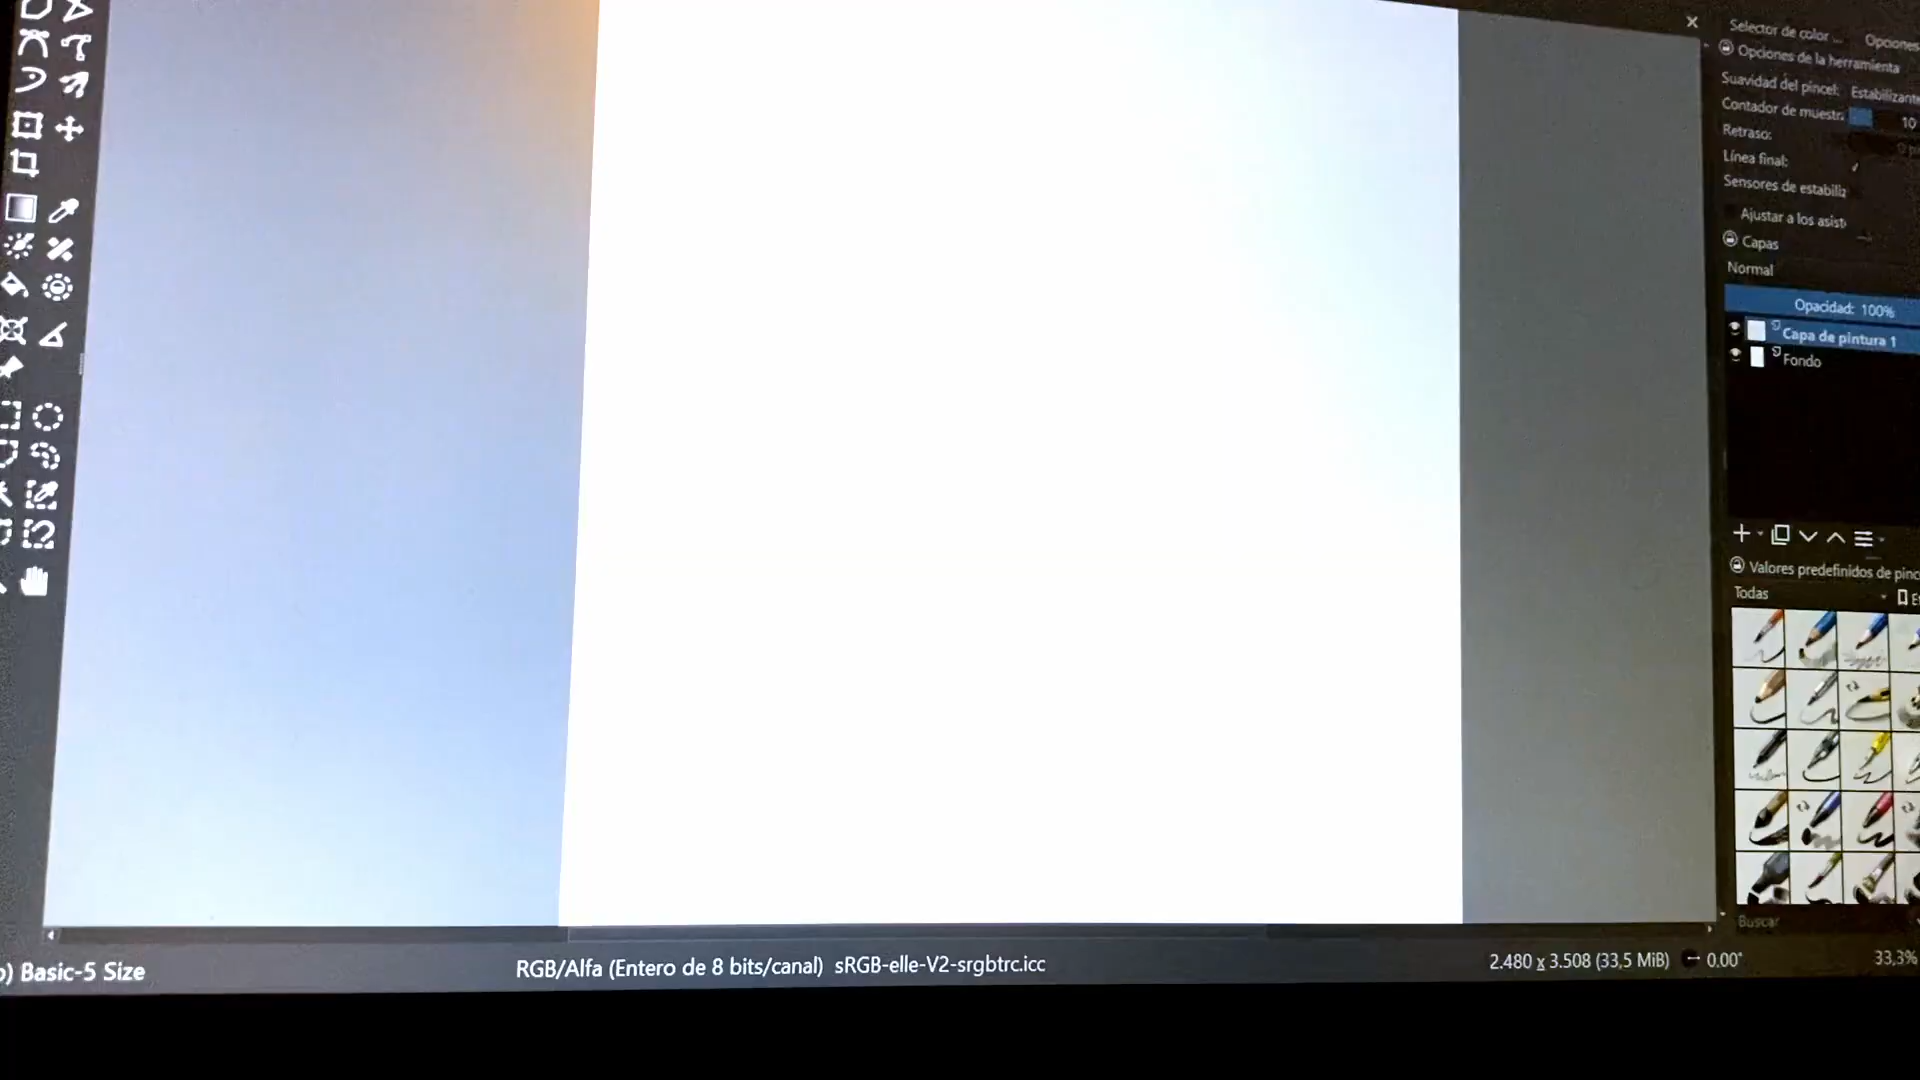 Selector de color ...
Opciones
Opciones de la herramienta
Suavidad del pincel: Estabilizante
Contador de muestr
10
Retraso:
Línea final: ✓
Sensores de estabiliz
Ajustar a los asist
Capas
Normal
Opacidad: 100%
Capa de pintura 1
Fondo
Valores predefinidos de pinc
Todas
Buscar
) Basic-5 Size
RGB/Alfa (Entero de 8 bits/canal) sRGB-elle-V2-srgbtrc.icc
2.480 x 3.508 (33,5 MiB)
0.00°
33,3%